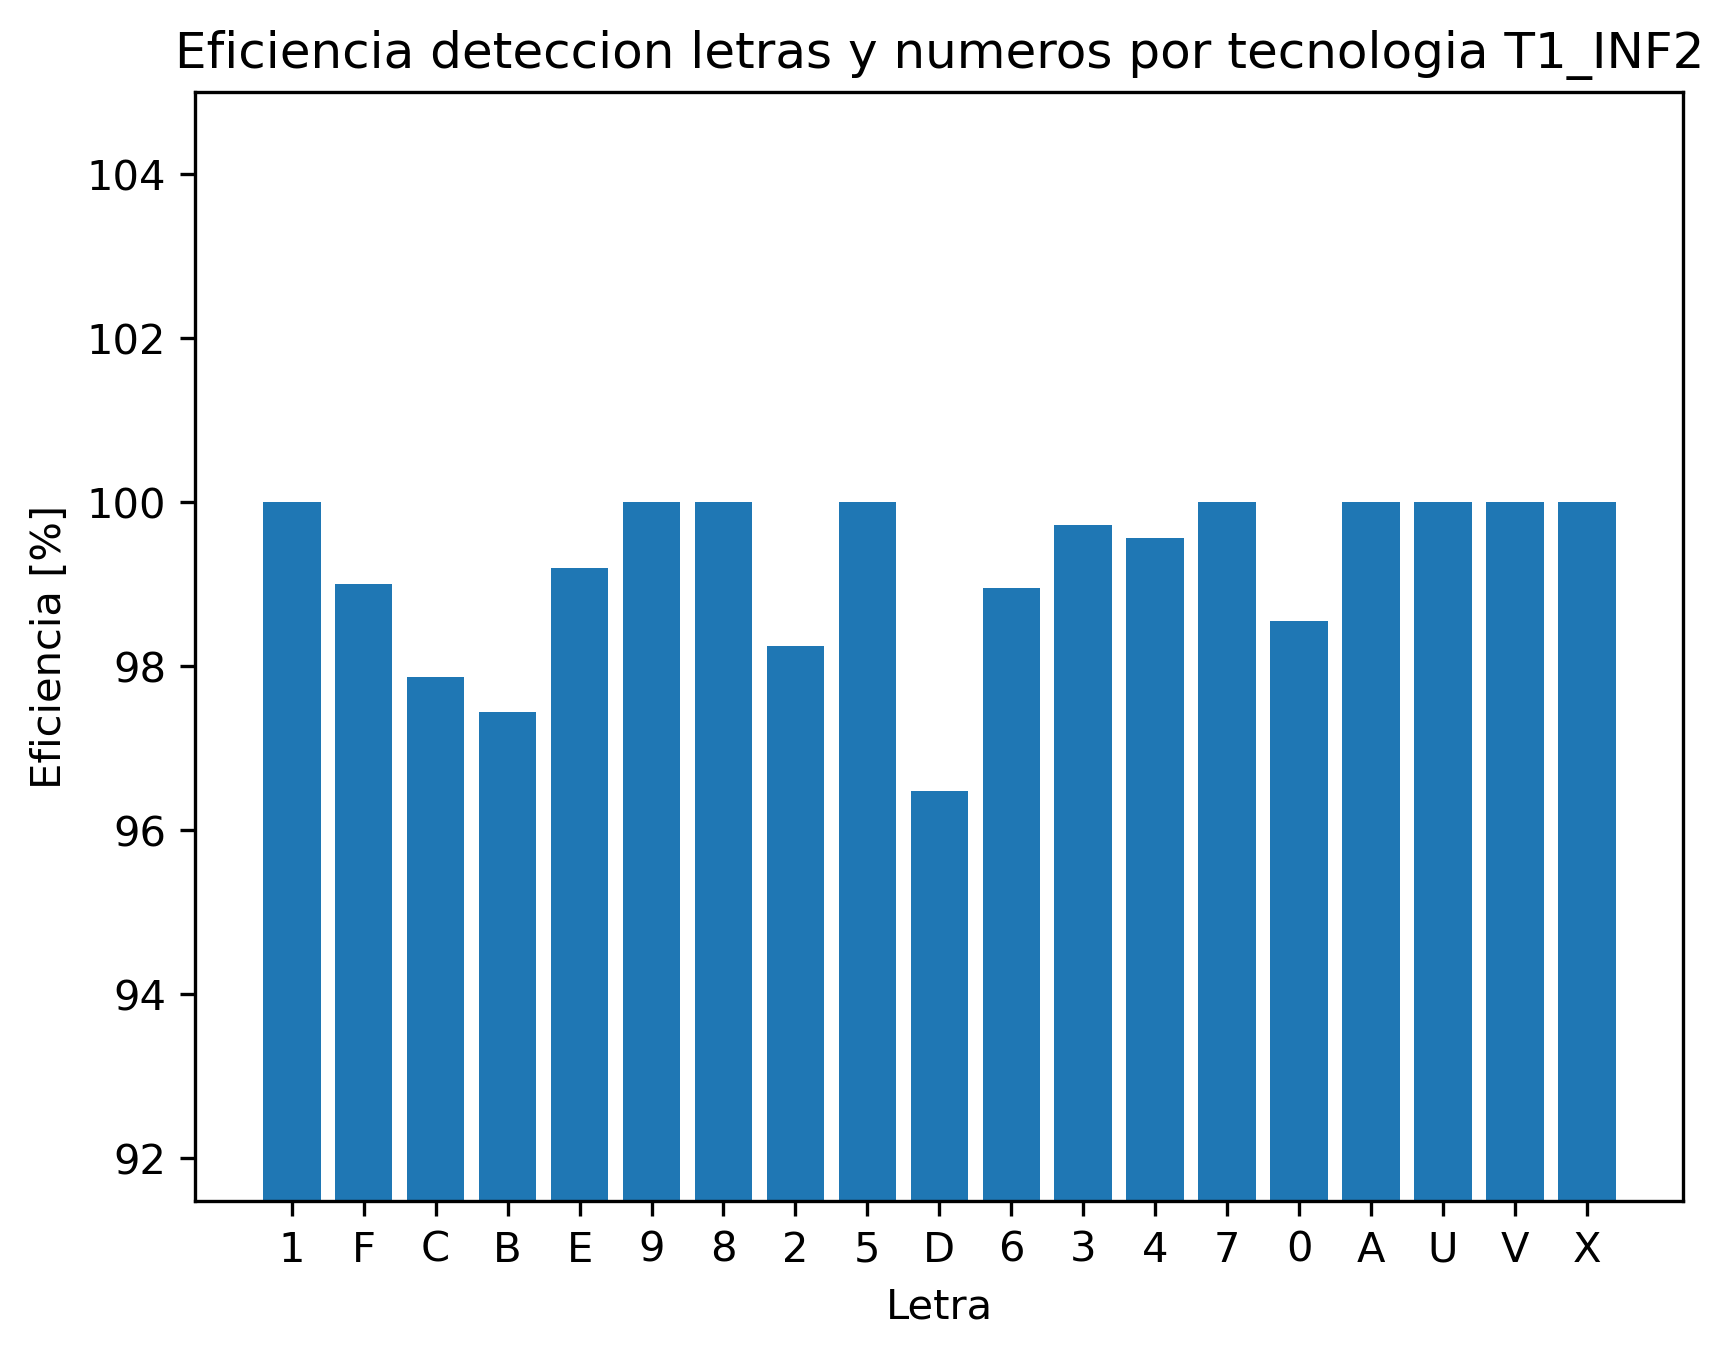 Eficiencia deteccion letras y numeros por tecnologia T1_INF2
104
102
100
98
96
94
92
Eficiencia [%]
1 F C B E 9 8 2 5 D 6 3 4 7 0 A U V X
Letra